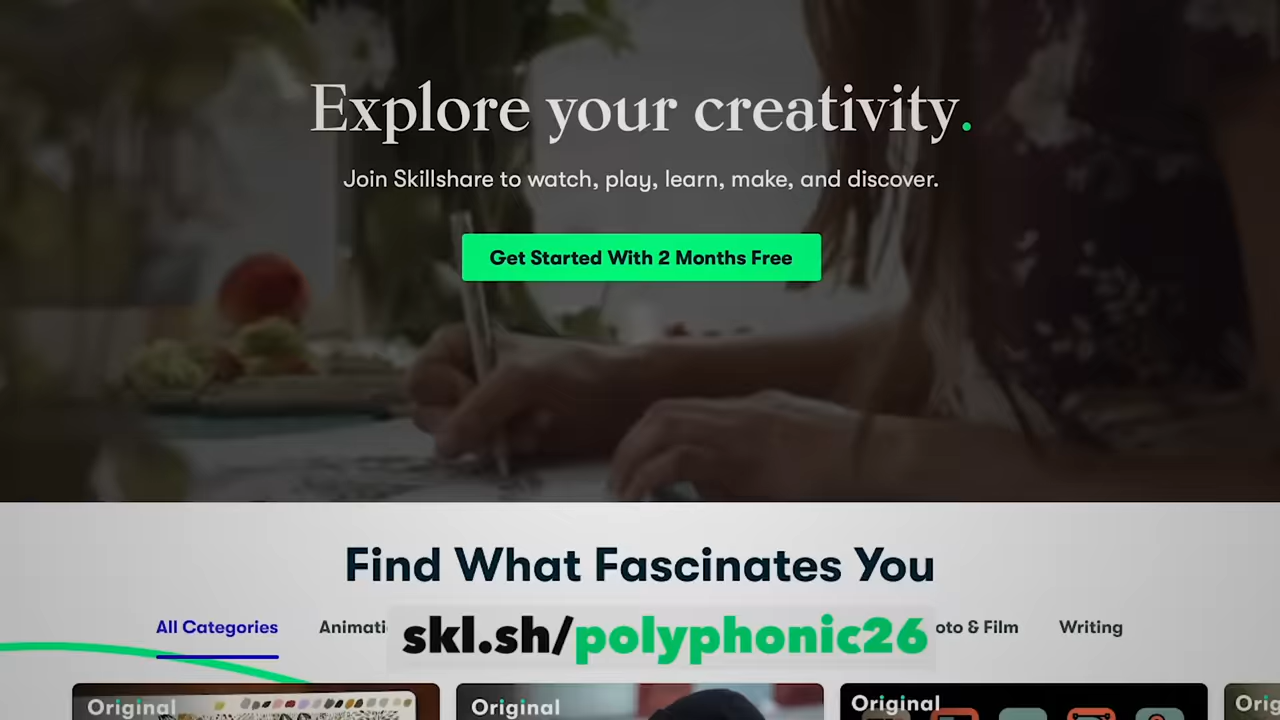 Explore your creativity.
Join Skillshare to watch, play, learn, make, and discover.
Get Started With 2 Months Free
Find What Fascinates You
All Categories Animati oto & Film Writing
skl.sh/polyphonic26
Original Original Original Orig